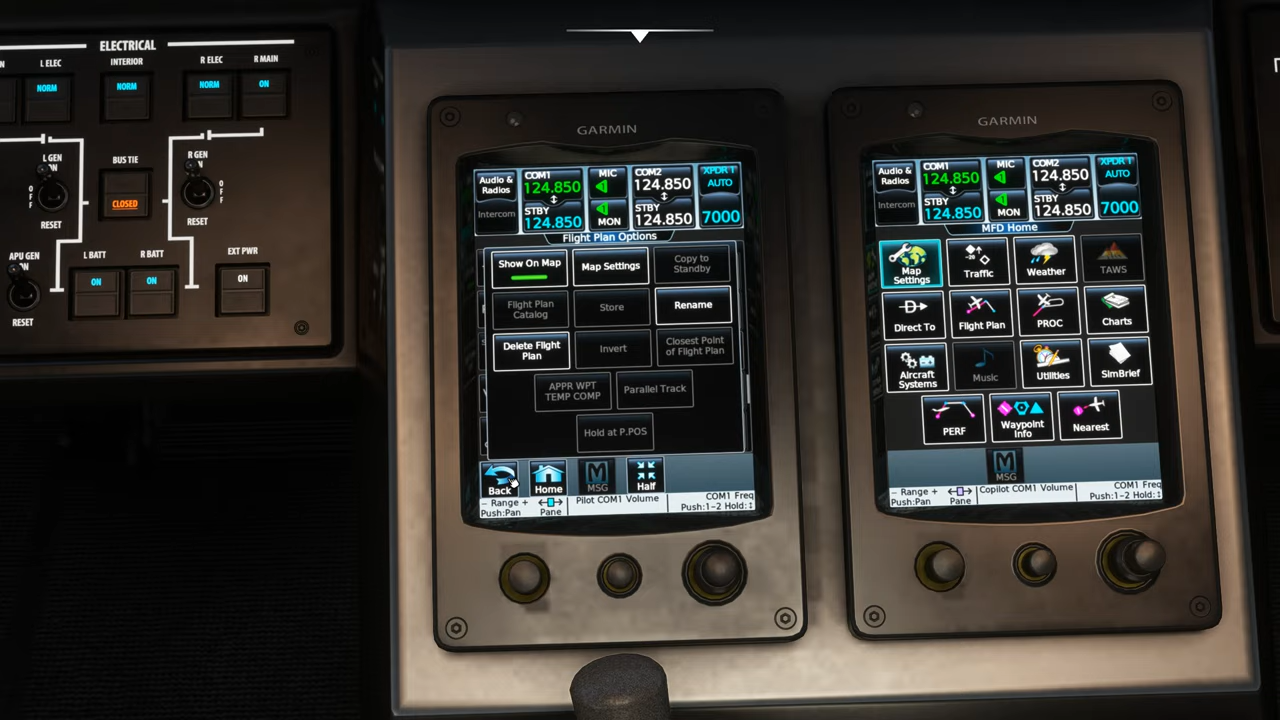 ELECTRICAL
L ELEC
INTERIOR
R ELEC
R MAIN
NORM
NORM
NORM
ON
L GEN
ON
OFF
RESET
BUS TIE
CLOSED
R GEN
ON
OFF
RESET
APU GEN
ON
RESET
L BATT
ON
R BATT
ON
EXT PWR
ON
GARMIN
Audio & Radios
Intercom
COM1
124.850
STBY
124.850
MIC
MON
COM2
124.850
124.850
XPDR 1
AUTO
7000
Flight Plan Options
Show On Map
Map Settings
Copy to Standby
Flight Plan Catalog
Store
Rename
Delete Flight Plan
Invert
Closest Point of Flight Plan
APPR WPT TEMP COMP
Parallel Track
Hold at P.POS
Back
Home
MSG
Half
– Range +
Push:Pan
Pane
Pilot COM1 Volume
COM1 Freq
Push:1–2 Hold:↕
GARMIN
Audio & Radios
Intercom
COM1
124.850
STBY
124.850
MIC
MON
COM2
124.850
124.850
XPDR 1
AUTO
7000
MFD Home
Map Settings
Traffic
Weather
TAWS
Direct To
Flight Plan
PROC
Charts
Aircraft Systems
Music
Utilities
SimBrief
PERF
Waypoint Info
Nearest
MSG
– Range +
Push:Pan
Pane
Copilot COM1 Volume
COM1 Freq
Push:1–2 Hold:↕